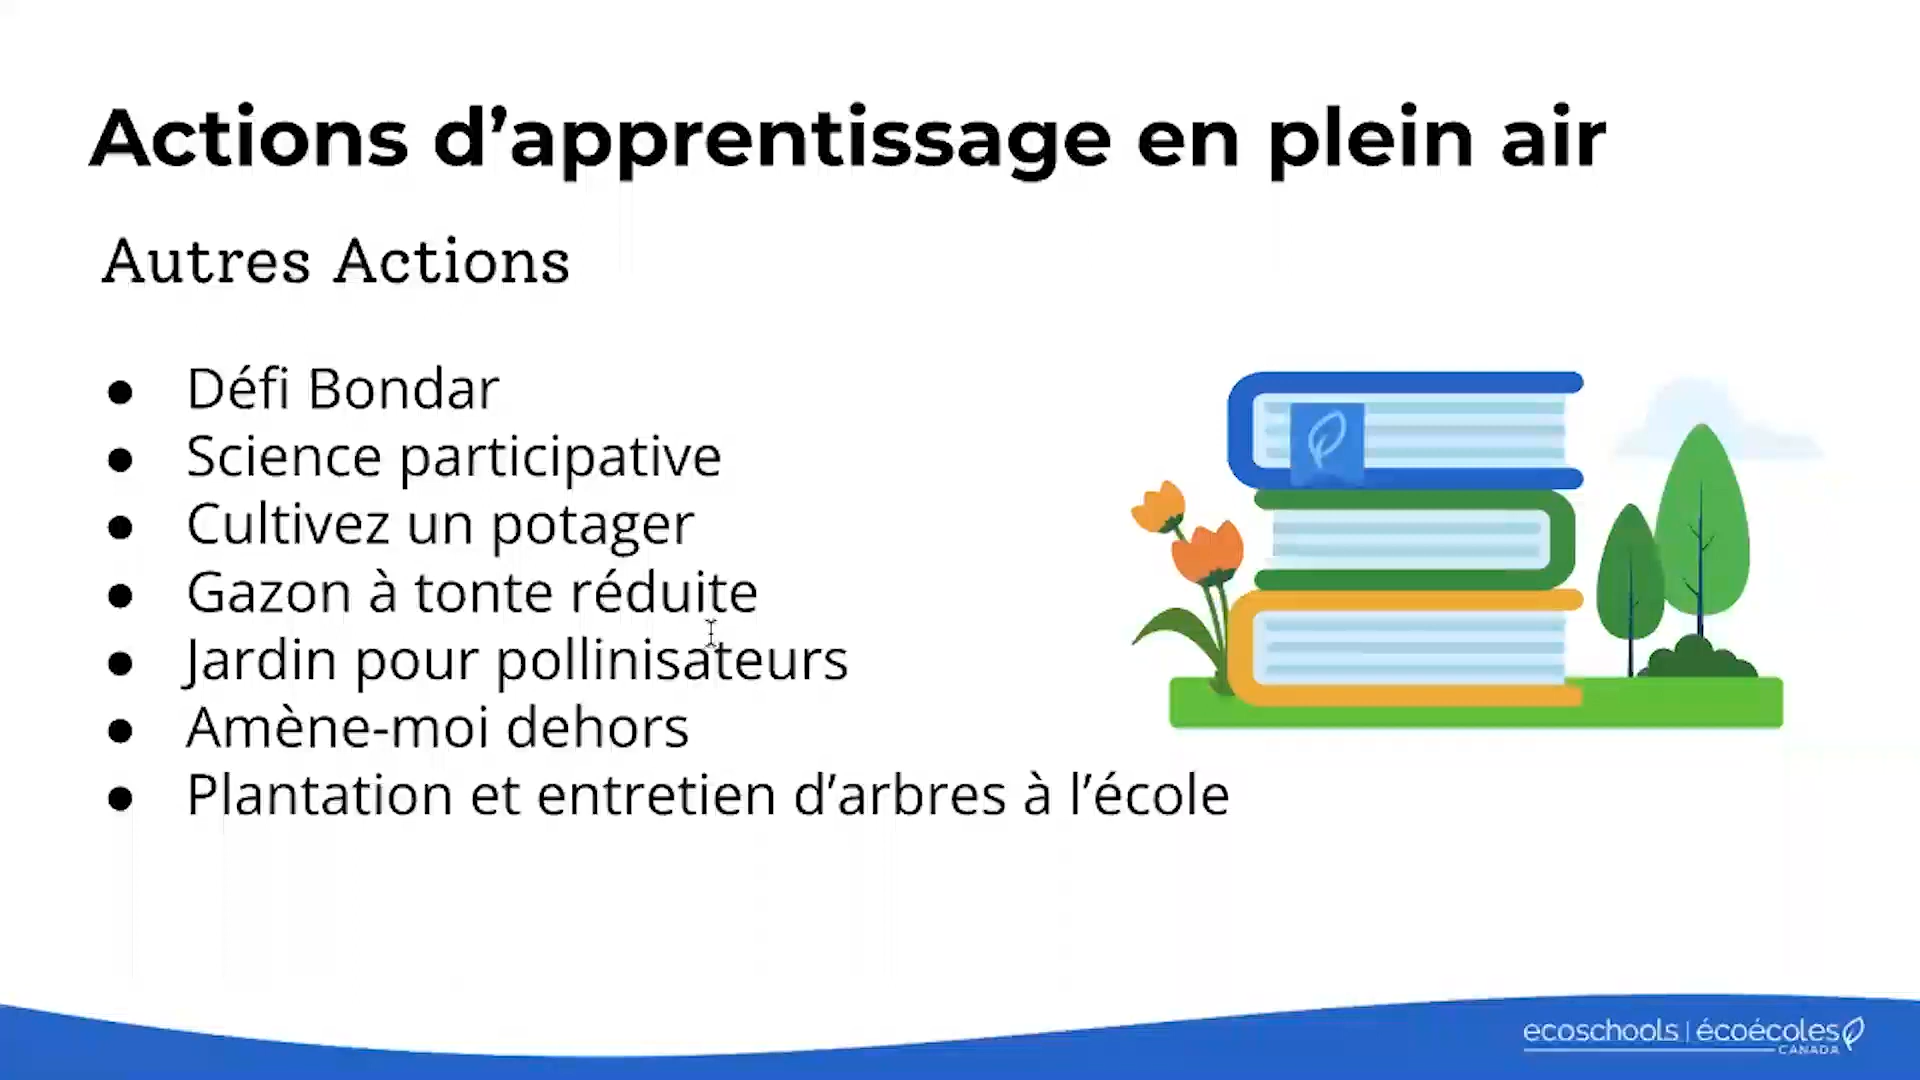 Actions d’apprentissage en plein air
Autres Actions
● Défi Bondar
● Science participative
● Cultivez un potager
● Gazon à tonte réduite
● Jardin pour pollinisateurs
● Amène-moi dehors
● Plantation et entretien d’arbres à l’école
ecoschools | écoécoles
CANADA